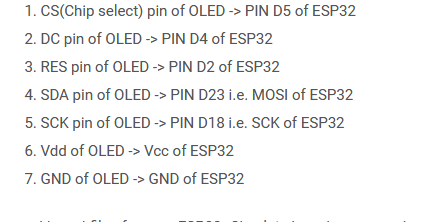 1. CS(Chip select) pin of OLED -> PIN D5 of ESP32
2. DC pin of OLED -> PIN D4 of ESP32
3. RES pin of OLED -> PIN D2 of ESP32
4. SDA pin of OLED -> PIN D23 i.e. MOSI of ESP32
5. SCK pin of OLED -> PIN D18 i.e. SCK of ESP32
6. Vdd of OLED -> Vcc of ESP32
7. GND of OLED -> GND of ESP32